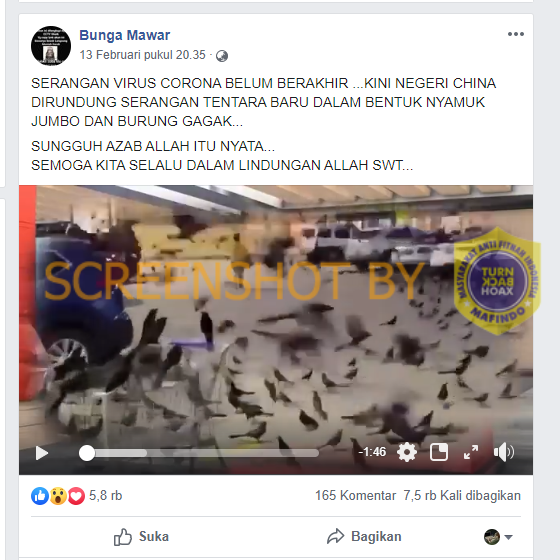 Bunga Mawar
13 Februari pukul 20.35 ·
SERANGAN VIRUS CORONA BELUM BERAKHIR ...KINI NEGERI CHINA
DIRUNDUNG SERANGAN TENTARA BARU DALAM BENTUK NYAMUK
JUMBO DAN BURUNG GAGAK...
SUNGGUH AZAB ALLAH ITU NYATA...
SEMOGA KITA SELALU DALAM LINDUNGAN ALLAH SWT...
SCREENSHOT BY
MASYARAKAT ANTI FITNAH INDONESIA
TURN
BACK
HOAX
MAFINDO
-1:46
5,8 rb
165 Komentar 7,5 rb Kali dibagikan
Suka
Bagikan